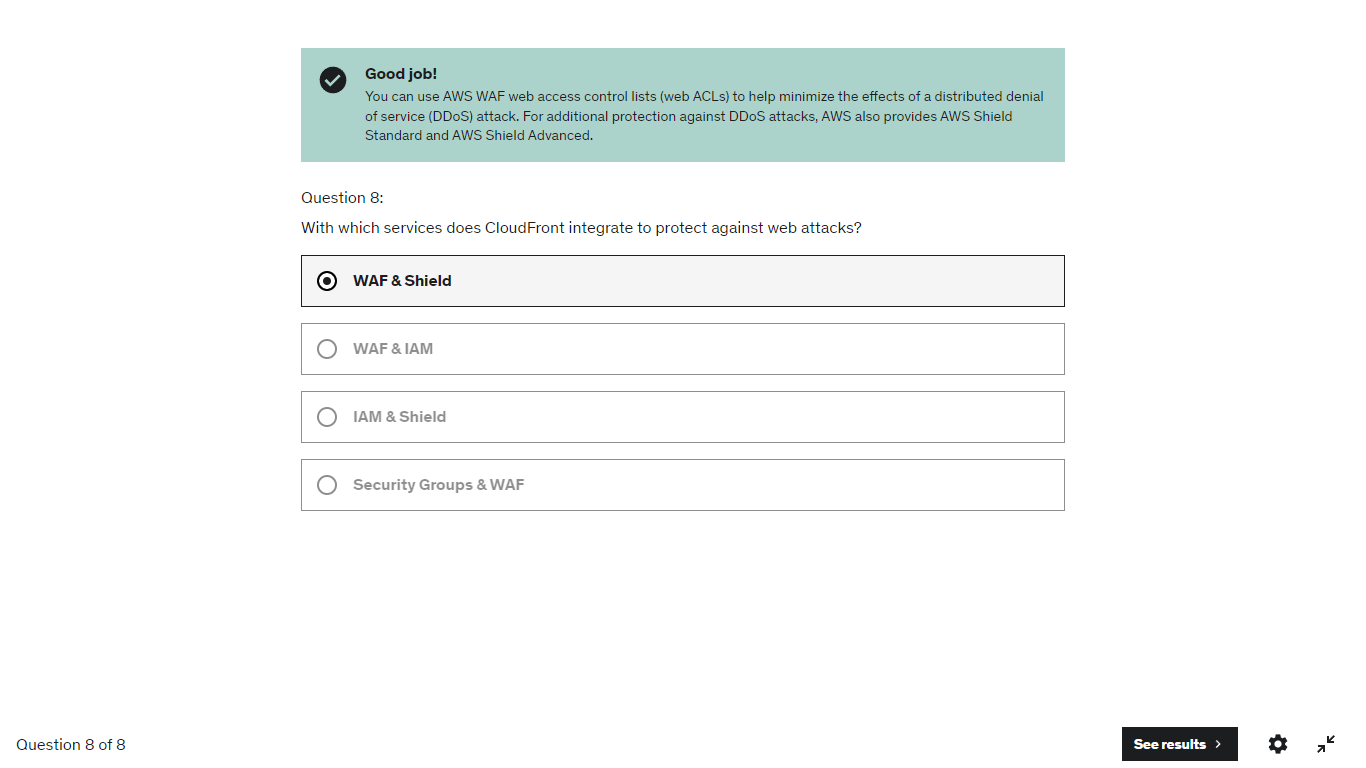 Good job!
You can use AWS WAF web access control lists (web ACLs) to help minimize the effects of a distributed denial
of service (DDoS) attack. For additional protection against DDoS attacks, AWS also provides AWS Shield
Standard and AWS Shield Advanced.
Question 8:
With which services does CloudFront integrate to protect against web attacks?
WAF & Shield
WAF & IAM
IAM & Shield
Security Groups & WAF
Question 8 of 8
See results